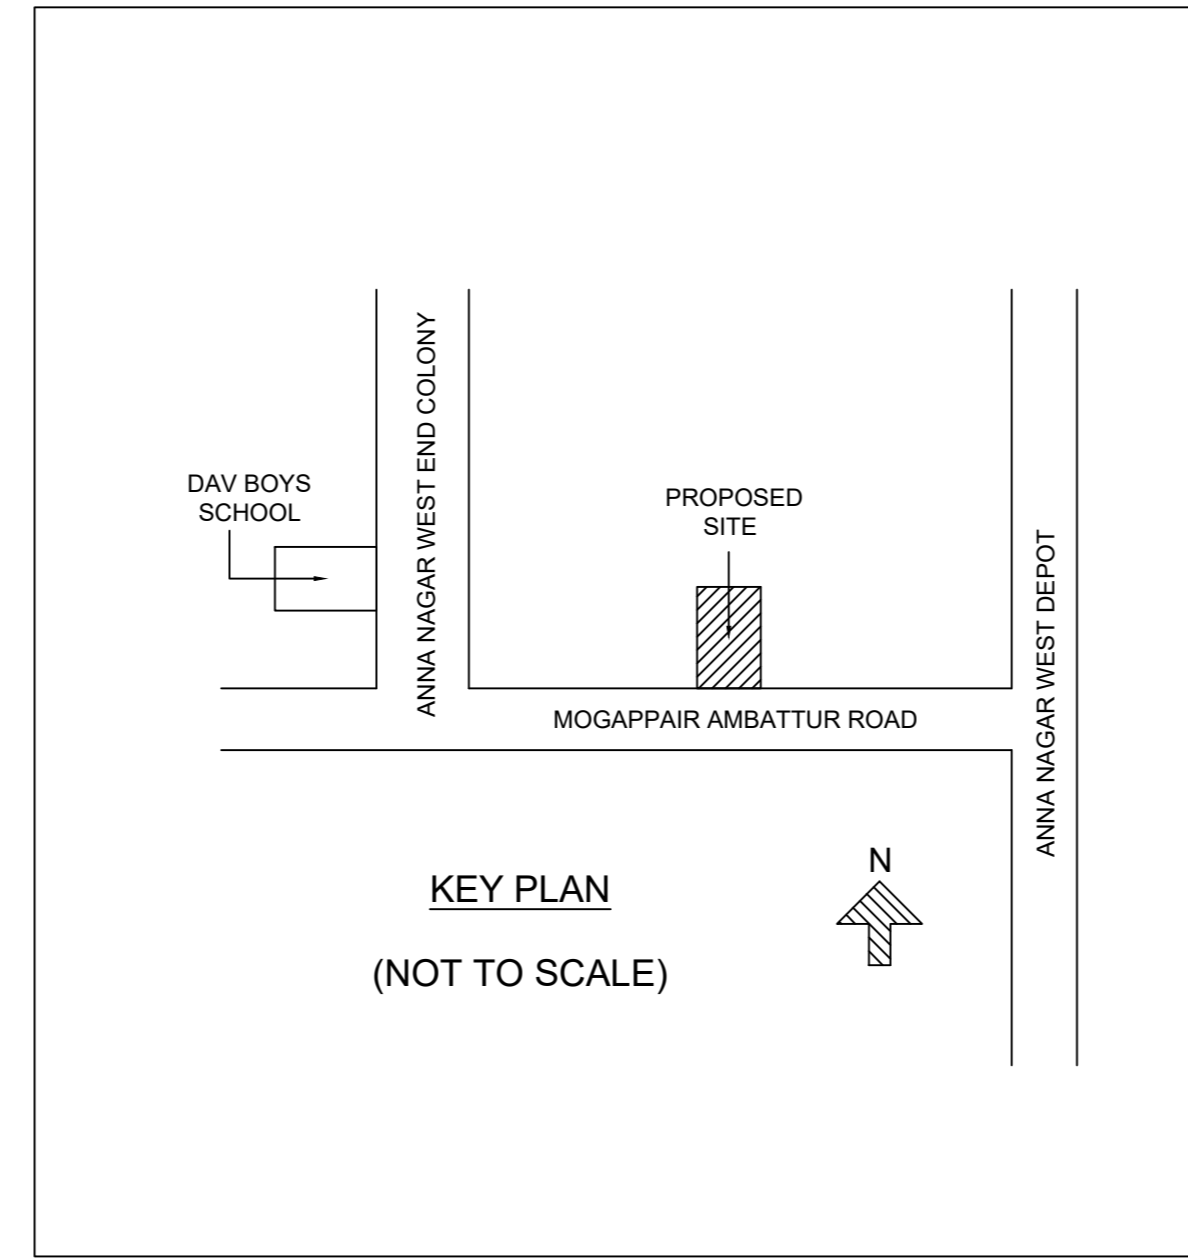 ANNA NAGAR WEST END COLONY
DAV BOYS
SCHOOL
PROPOSED
SITE
ANNA NAGAR WEST DEPOT
MOGAPPAIR AMBATTUR ROAD
N
KEY PLAN
(NOT TO SCALE)